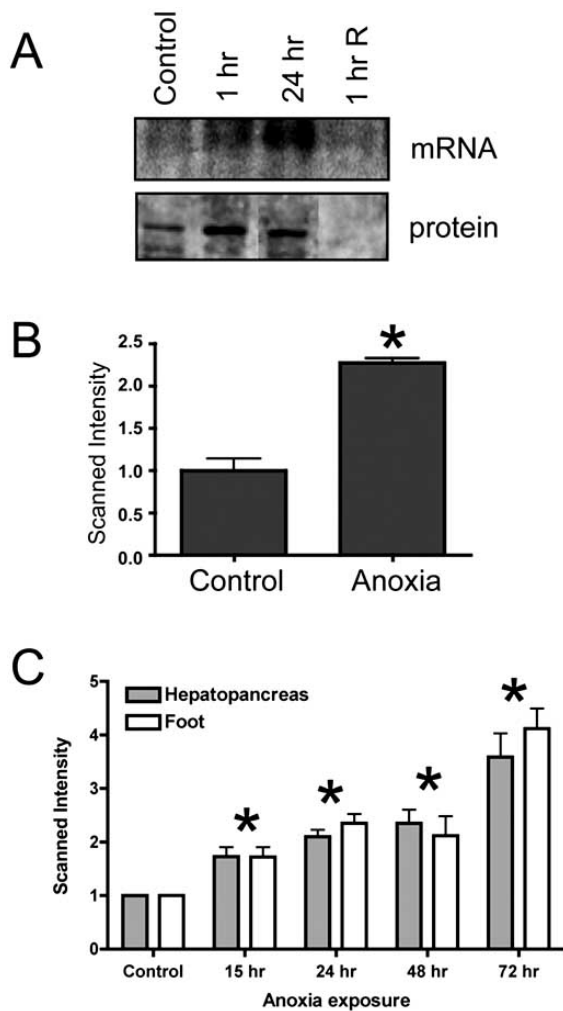 A
Control
1 hr
24 hr
1 hr R
mRNA
protein
B
Scanned Intensity
2.5
2.0
1.5
1.0
0.5
0.0
*
Control Anoxia
C
Scanned Intensity
5
4
3
2
1
0
Hepatopancreas
Foot
* * * *
Control 15 hr 24 hr 48 hr 72 hr
Anoxia exposure